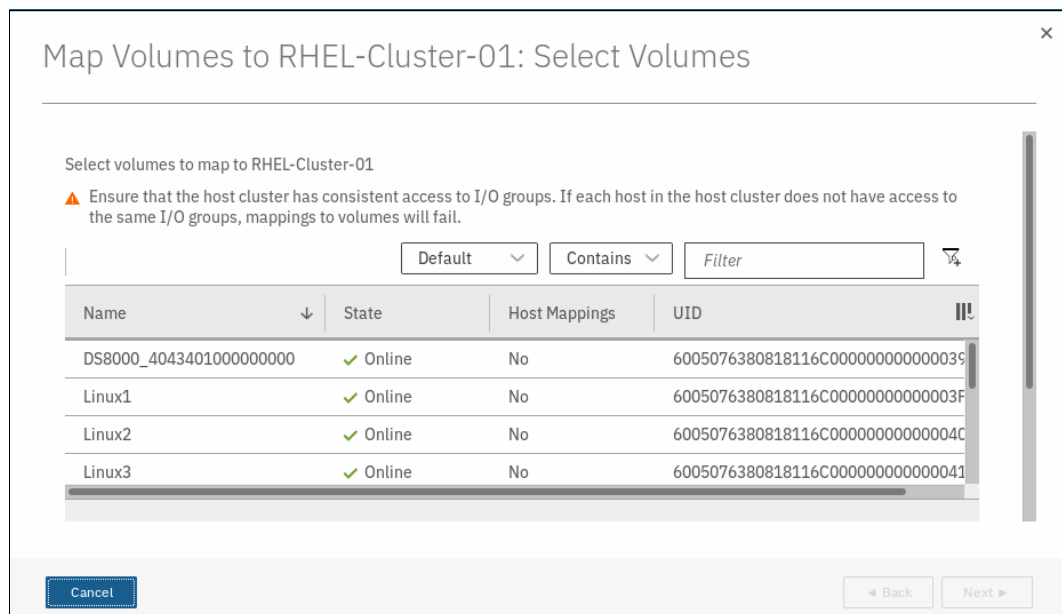 Map Volumes to RHEL-Cluster-01: Select Volumes
Select volumes to map to RHEL-Cluster-01
Ensure that the host cluster has consistent access to I/O groups. If each host in the host cluster does not have access to
the same I/O groups, mappings to volumes will fail.
Default Contains Filter
Name State Host Mappings UID
DS8000_4043401000000000 Online No 6005076380818116C000000000000039
Linux1 Online No 6005076380818116C00000000000003F
Linux2 Online No 6005076380818116C000000000000040
Linux3 Online No 6005076380818116C000000000000041
Cancel Back Next